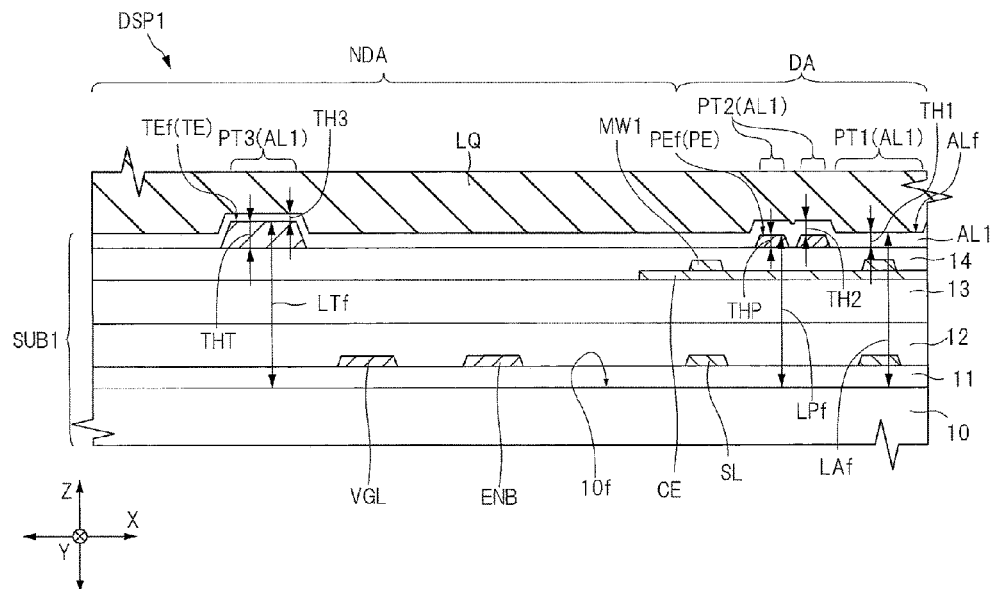 DSP1
NDA
DA
TEf(TE)
PT3(AL1)
TH3
LQ
MW1
PT2(AL1)
PEf(PE)
TH1
PT1(AL1)
ALf
AL1
14
13
12
11
10
SUB1
THT
LTf
THP
TH2
LPf
LAf
VGL
ENB
10f
CE
SL
Z
X
Y